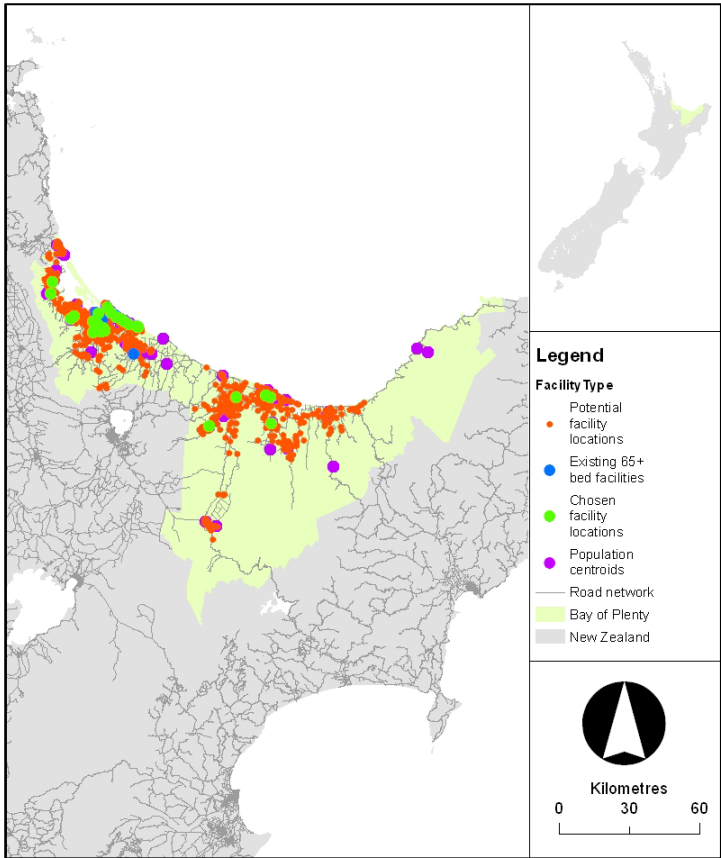 Legend
Facility Type
Potential
facility
locations
Existing 65+
bed facilities
Chosen
facility
locations
Population
centroids
Road network
Bay of Plenty
New Zealand
Kilometres
0 30 60